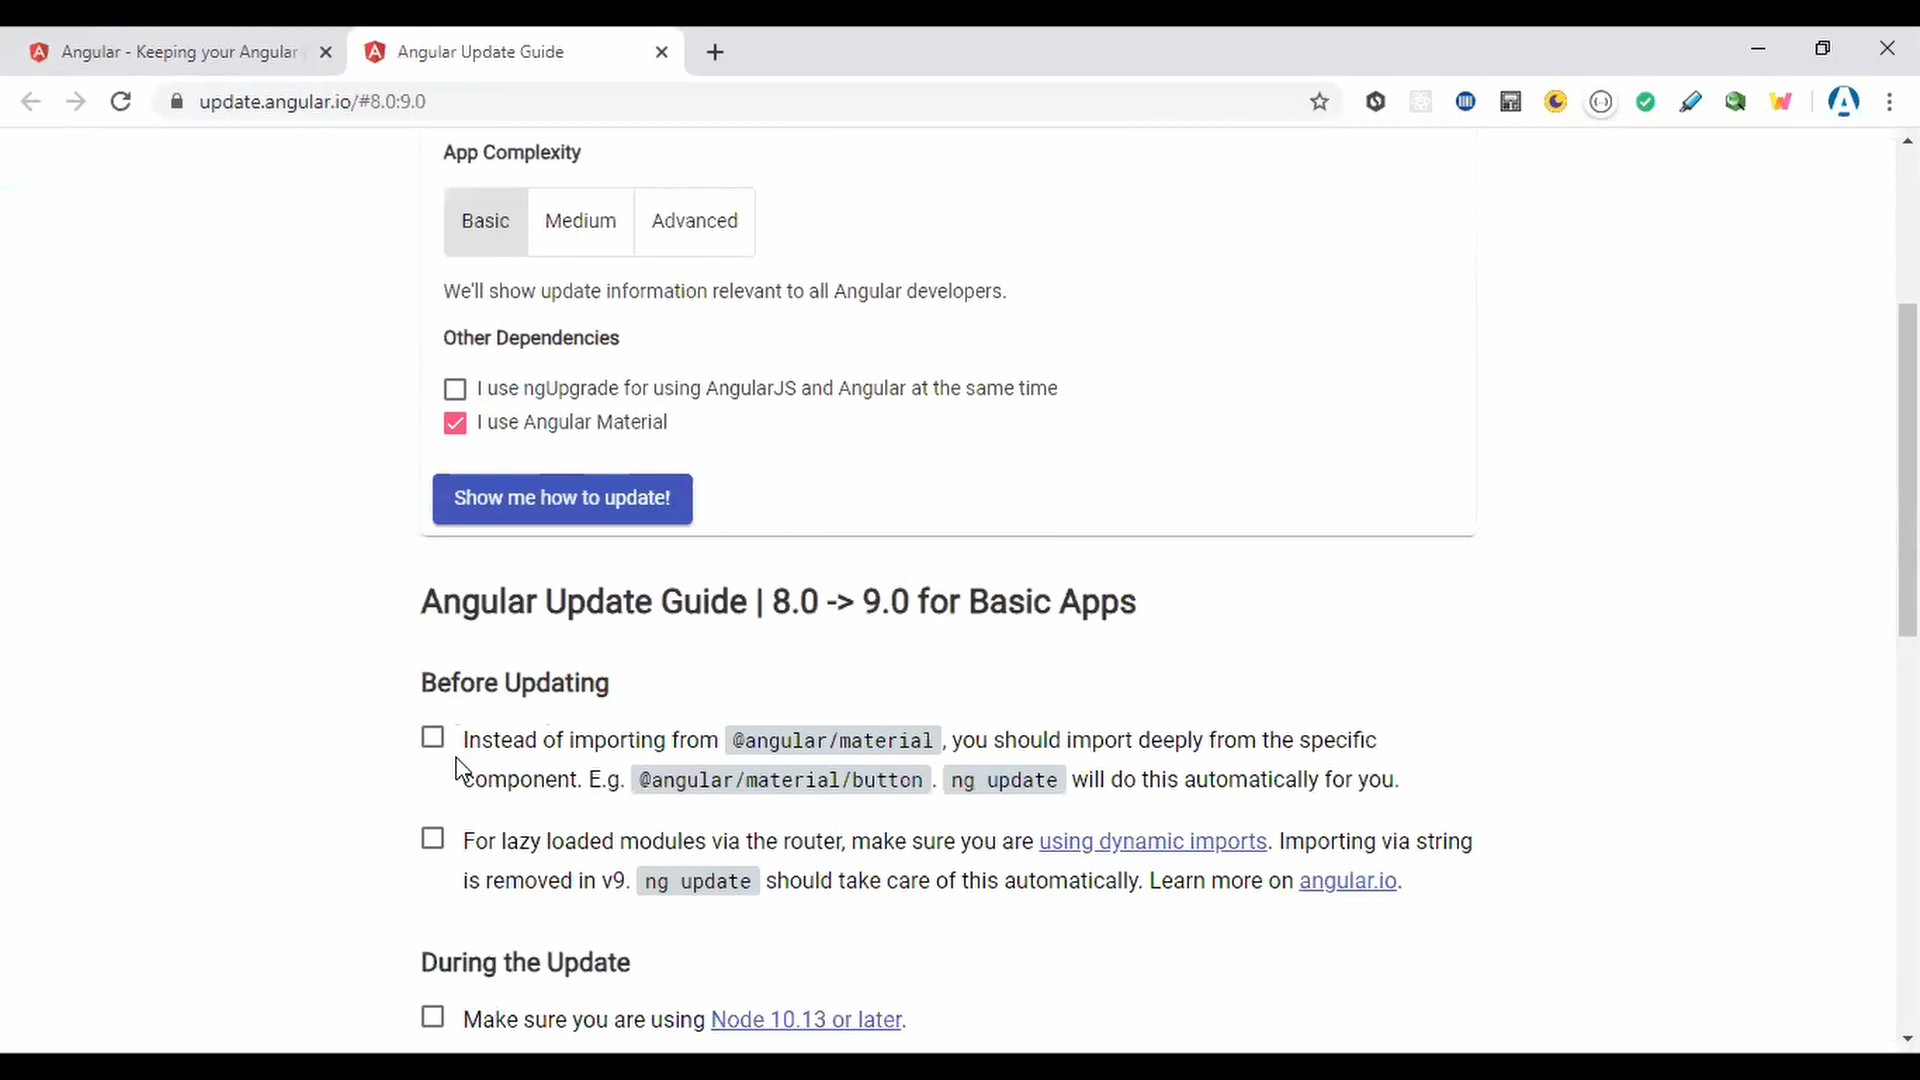 Angular - Keeping your Angular
Angular Update Guide
update.angular.io/#8.0:9.0
App Complexity
Basic
Medium
Advanced
We'll show update information relevant to all Angular developers.
Other Dependencies
I use ngUpgrade for using AngularJS and Angular at the same time
I use Angular Material
Show me how to update!
Angular Update Guide | 8.0 -> 9.0 for Basic Apps
Before Updating
Instead of importing from @angular/material, you should import deeply from the specific
component. E.g. @angular/material/button. ng update will do this automatically for you.
For lazy loaded modules via the router, make sure you are using dynamic imports. Importing via string
is removed in v9. ng update should take care of this automatically. Learn more on angular.io.
During the Update
Make sure you are using Node 10.13 or later.